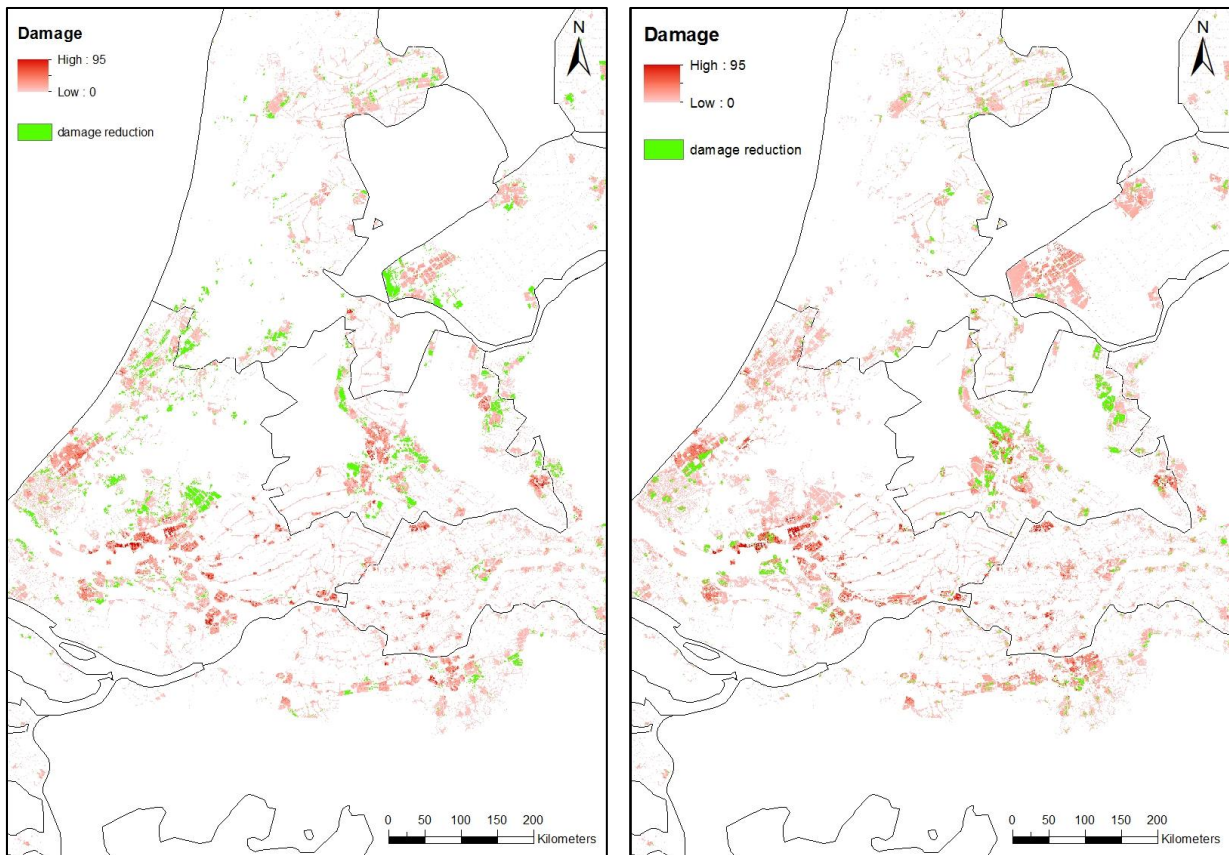 Damage
High : 95
Low : 0
damage reduction
N
0 50 100 150 200
Kilometers
Damage
High : 95
Low : 0
damage reduction
N
0 50 100 150 200
Kilometers